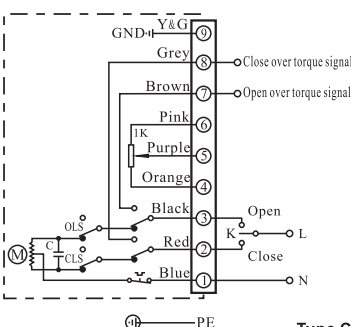 Y&G
GND
9
Grey
8
Close over torque signal
Brown
7
Open over torque signal
Pink
6
1K
Purple
5
Orange
4
Black
3
Open
OLS
K
L
C
Red
2
M
CLS
Close
Blue
1
N
PE